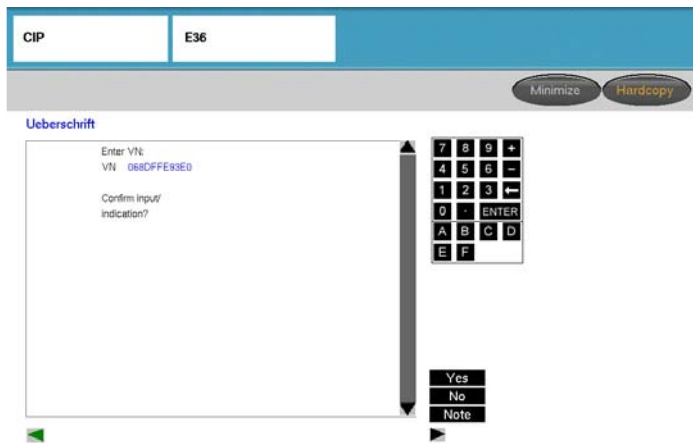 CIP
E36
Minimize
Hardcopy
Ueberschrift
Enter VN:
VN 068DFFE93E0
Confirm input/
indication?
7 8 9 +
4 5 6 -
1 2 3 ←
0 . ENTER
A B C D
E F
Yes
No
Note